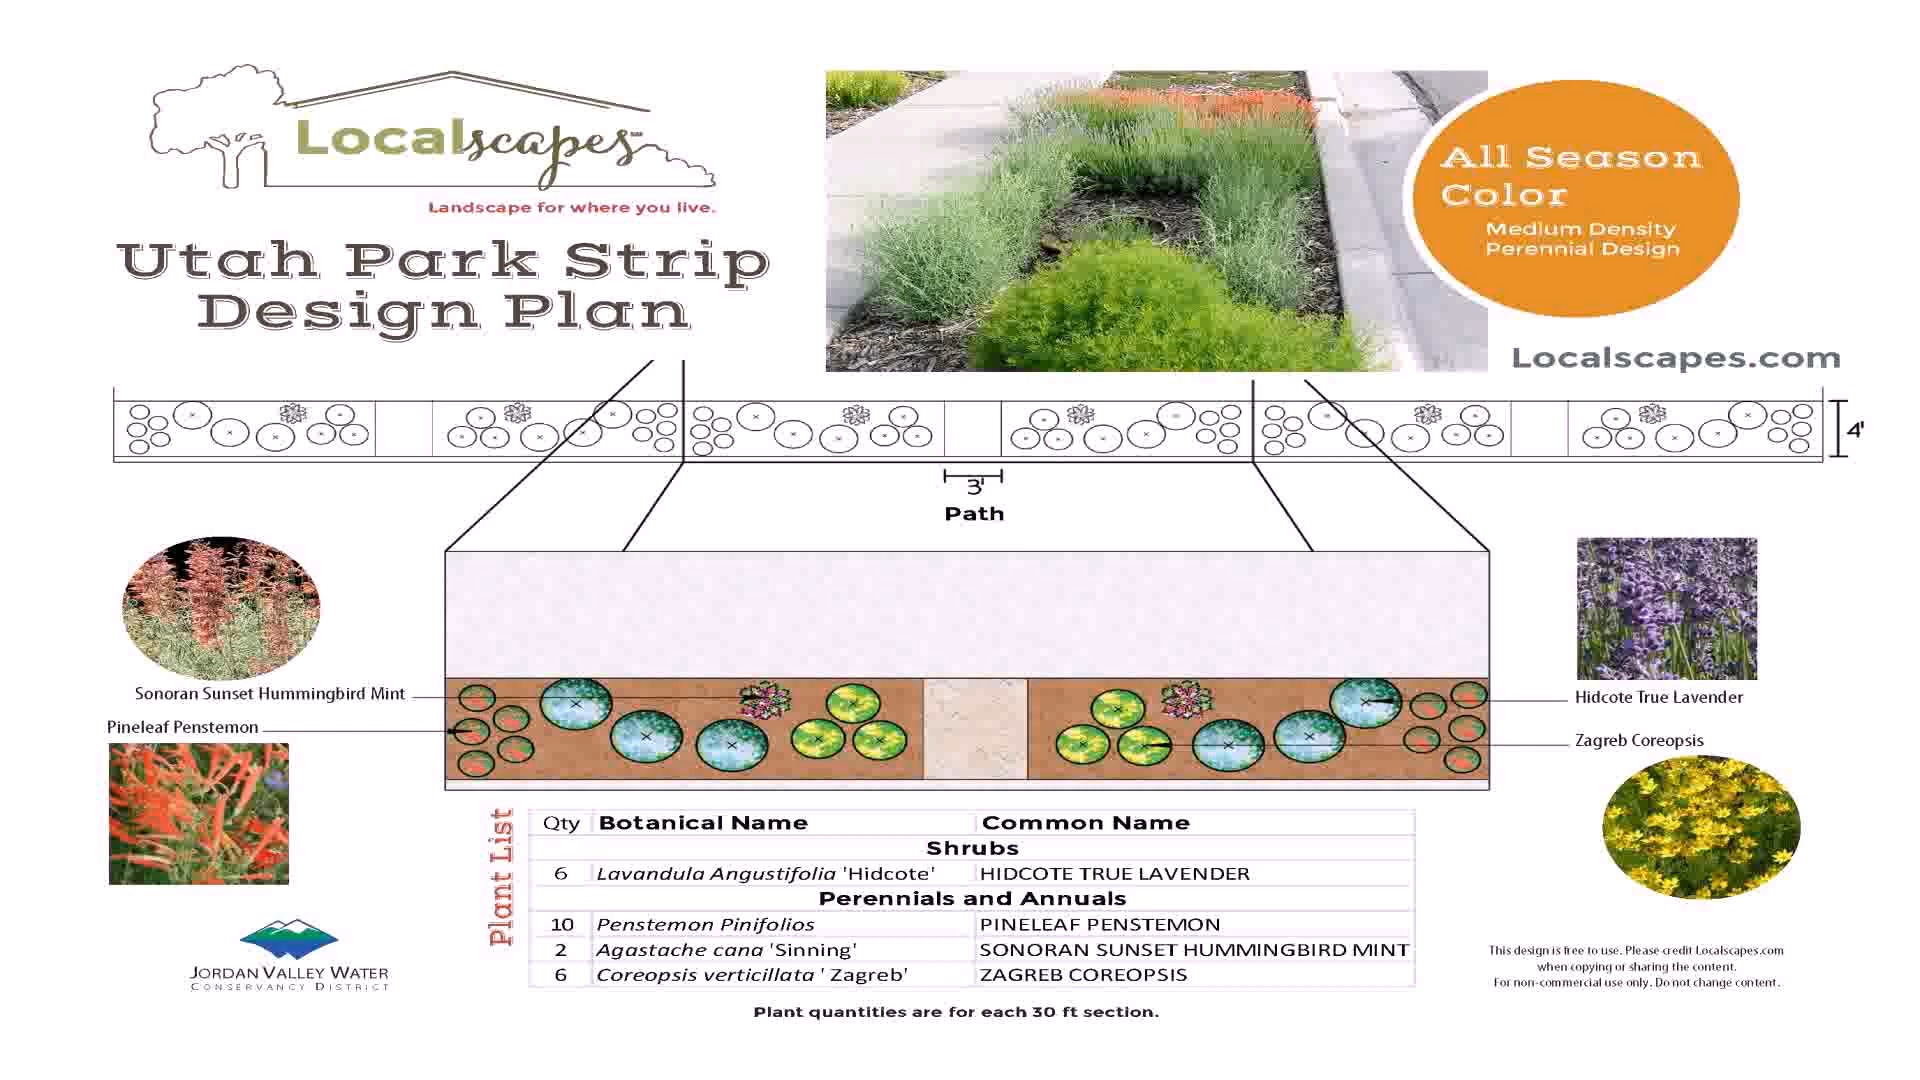 Localscapes™
Landscape for where you live.
Utah Park Strip
Design Plan
All Season
Color
Medium Density
Perennial Design
Localscapes.com
4'
3'
Path
Sonoran Sunset Hummingbird Mint
Pineleaf Penstemon
Hidcote True Lavender
Zagreb Coreopsis
Plant List
Qty Botanical Name Common Name
Shrubs
6 Lavandula Angustifolia 'Hidcote' HIDCOTE TRUE LAVENDER
Perennials and Annuals
10 Penstemon Pinifolios PINELEAF PENSTEMON
2 Agastache cana 'Sinning' SONORAN SUNSET HUMMINGBIRD MINT
6 Coreopsis verticillata ' Zagreb' ZAGREB COREOPSIS
Plant quantities are for each 30 ft section.
JORDAN VALLEY WATER
CONSERVANCY DISTRICT
This design is free to use. Please credit Localscapes.com
when copying or sharing the content.
For non-commercial use only. Do not change content.